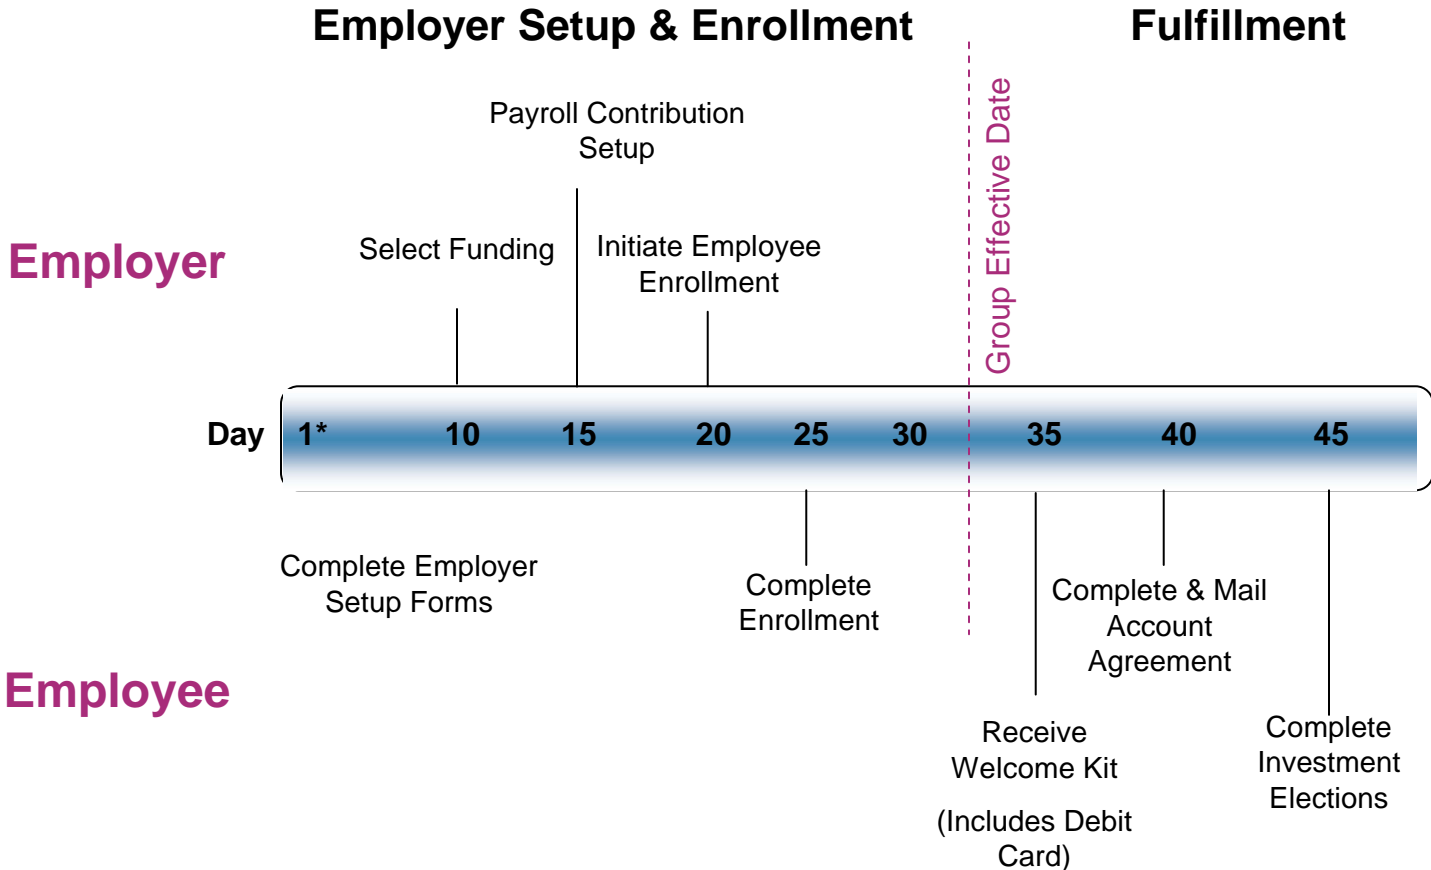 Employer Setup & Enrollment
Fulfillment
Group Effective Date
Payroll Contribution
Setup
Select Funding
Initiate Employee
Enrollment
Employer
Day 1* 10 15 20 25 30 35 40 45
Complete Employer
Setup Forms
Complete
Enrollment
Complete & Mail
Account
Agreement
Employee
Receive
Welcome Kit
(Includes Debit
Card)
Complete
Investment
Elections